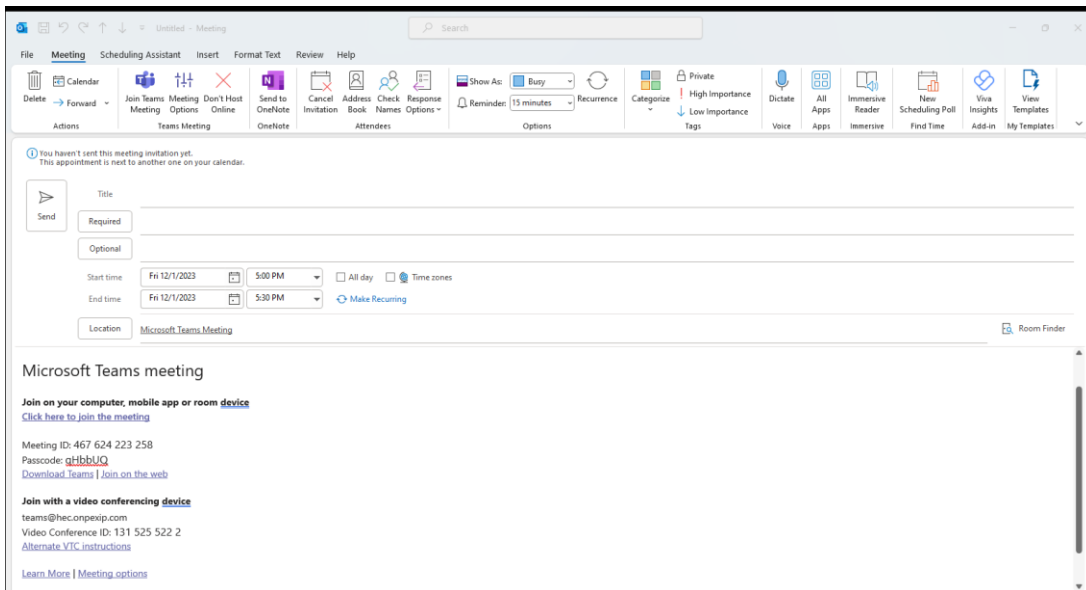 Untitled - Meeting
Search
File Meeting Scheduling Assistant Insert Format Text Review Help
Delete
Calendar
Forward
Actions
Join Teams Meeting
Meeting Options
Don't Host Online
Teams Meeting
Send to OneNote
OneNote
Cancel Invitation
Address Book
Check Names
Response Options
Attendees
Show As: Busy
Reminder: 15 minutes
Recurrence
Options
Categorize
Private
High Importance
Low Importance
Tags
Dictate
Voice
All Apps
Apps
Immersive Reader
Immersive
New Scheduling Poll
Find Time
Viva Insights
Add-in
View Templates
My Templates
You haven't sent this meeting invitation yet.
This appointment is next to another one on your calendar.
Send
Title
Required
Optional
Start time Fri 12/1/2023 5:00 PM All day Time zones
End time Fri 12/1/2023 5:30 PM Make Recurring
Location Microsoft Teams Meeting Room Finder
Microsoft Teams meeting
Join on your computer, mobile app or room device
Click here to join the meeting
Meeting ID: 467 624 223 258
Passcode: qHbbUQ
Download Teams | Join on the web
Join with a video conferencing device
teams@hec.onpexip.com
Video Conference ID: 131 525 522 2
Alternate VTC instructions
Learn More | Meeting options